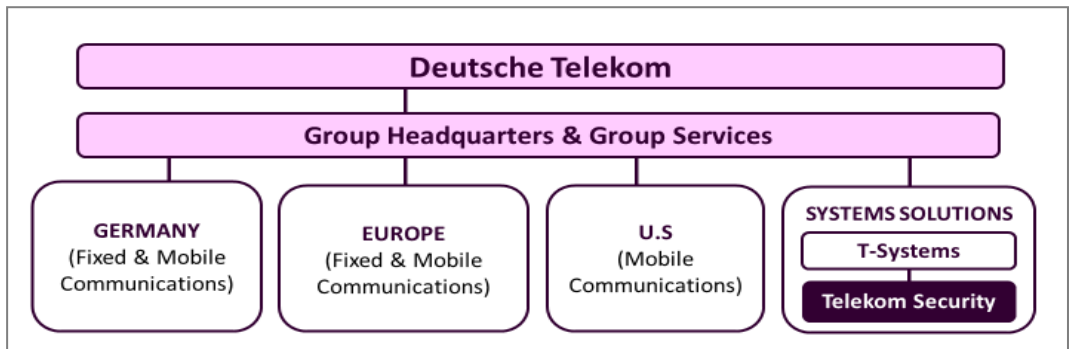 Deutsche Telekom
Group Headquarters & Group Services
GERMANY
(Fixed & Mobile
Communications)
EUROPE
(Fixed & Mobile
Communications)
U.S
(Mobile
Communications)
SYSTEMS SOLUTIONS
T-Systems
Telekom Security